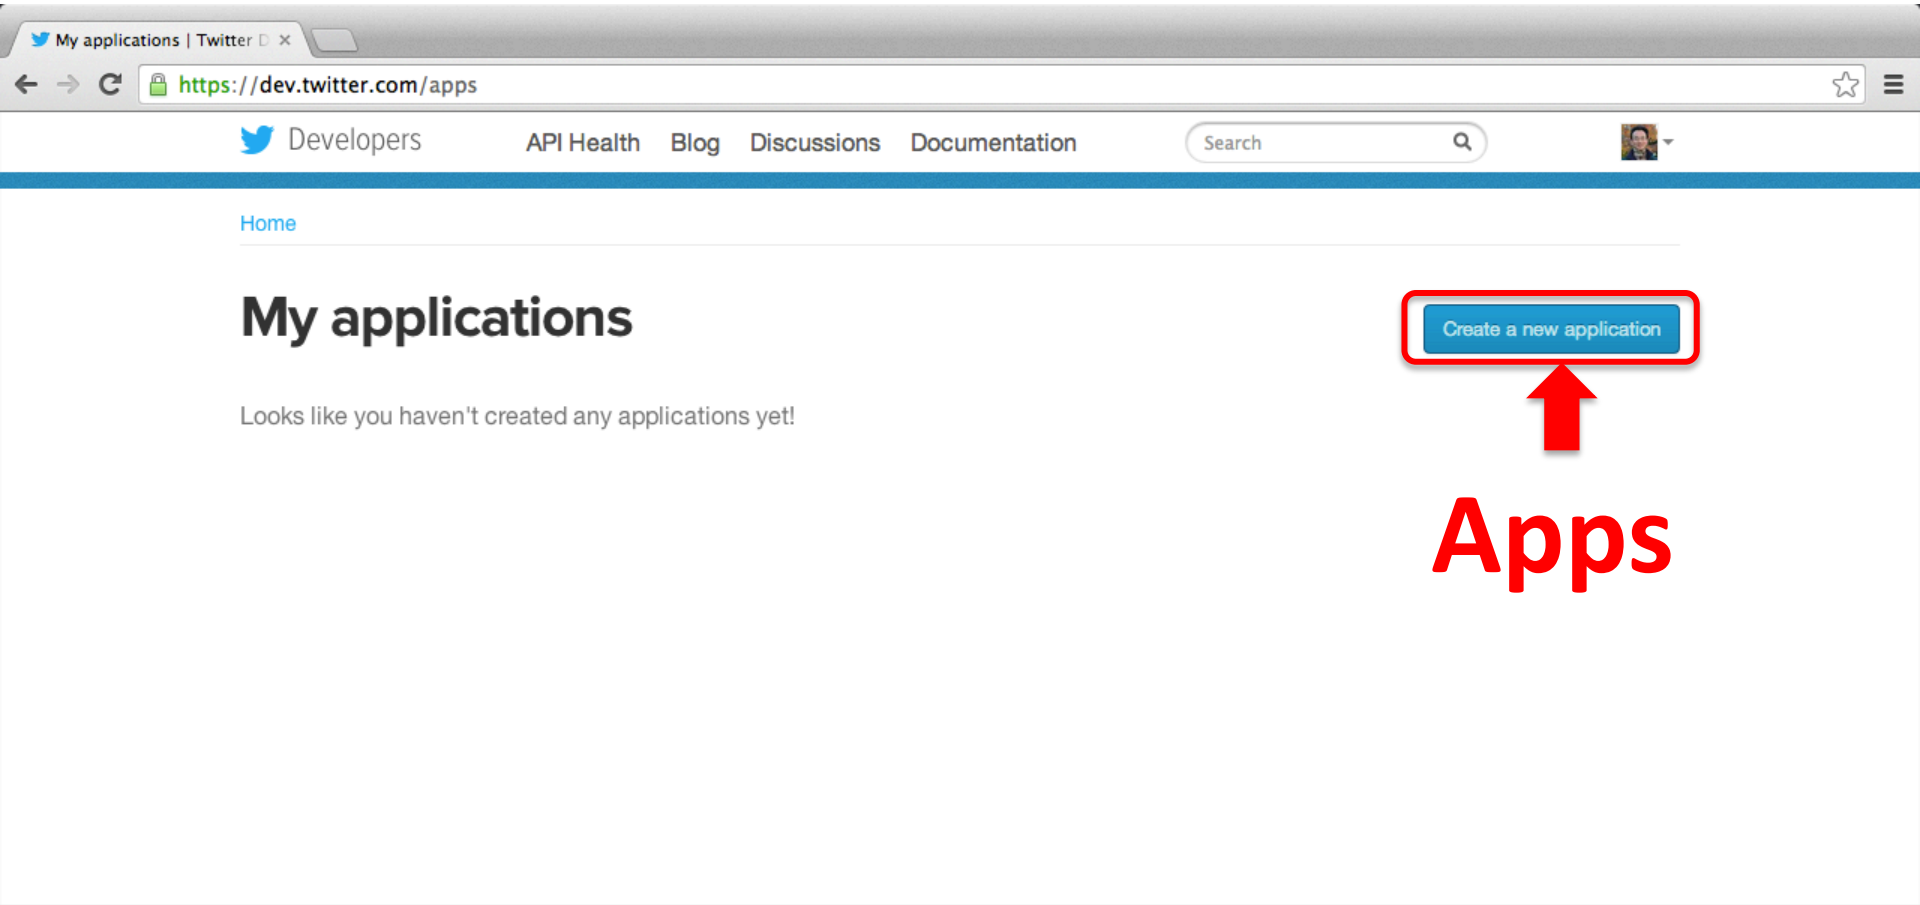 My applications | Twitter D
https://dev.twitter.com/apps
Developers API Health Blog Discussions Documentation Search
Home
My applications
Create a new application
Looks like you haven't created any applications yet!
Apps